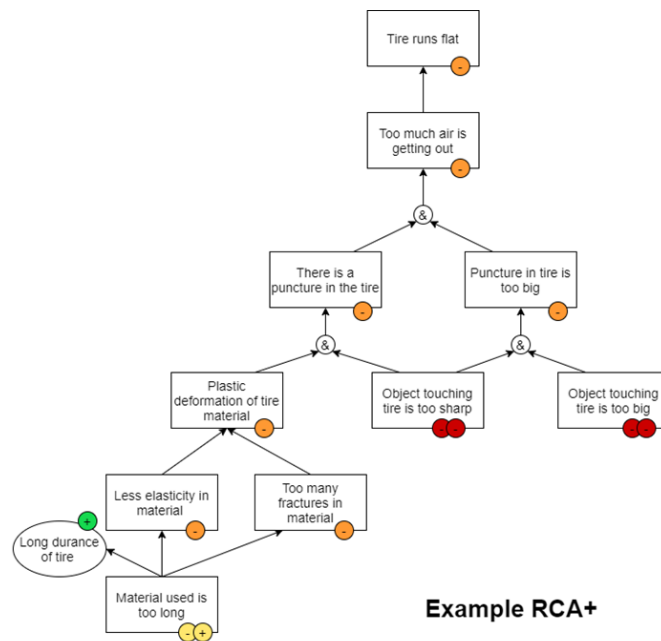 Tire runs flat
-
Too much air is
getting out
-
&
There is a
puncture in the tire
-
Puncture in tire is
too big
-
&
&
Plastic
deformation of tire
material
-
Object touching
tire is too sharp
- -
Object touching
tire is too big
- -
Less elasticity in
material
-
Too many
fractures in
material
-
+
Long durance
of tire
Material used is
too long
- +
Example RCA+